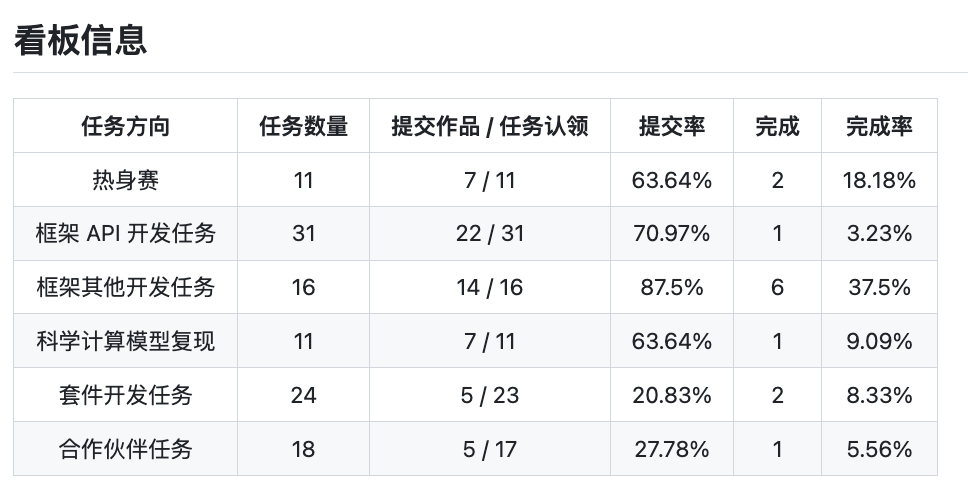 看板信息
任务方向 任务数量 提交作品 / 任务认领 提交率 完成 完成率
热身赛 11 7 / 11 63.64% 2 18.18%
框架 API 开发任务 31 22 / 31 70.97% 1 3.23%
框架其他开发任务 16 14 / 16 87.5% 6 37.5%
科学计算模型复现 11 7 / 11 63.64% 1 9.09%
套件开发任务 24 5 / 23 20.83% 2 8.33%
合作伙伴任务 18 5 / 17 27.78% 1 5.56%